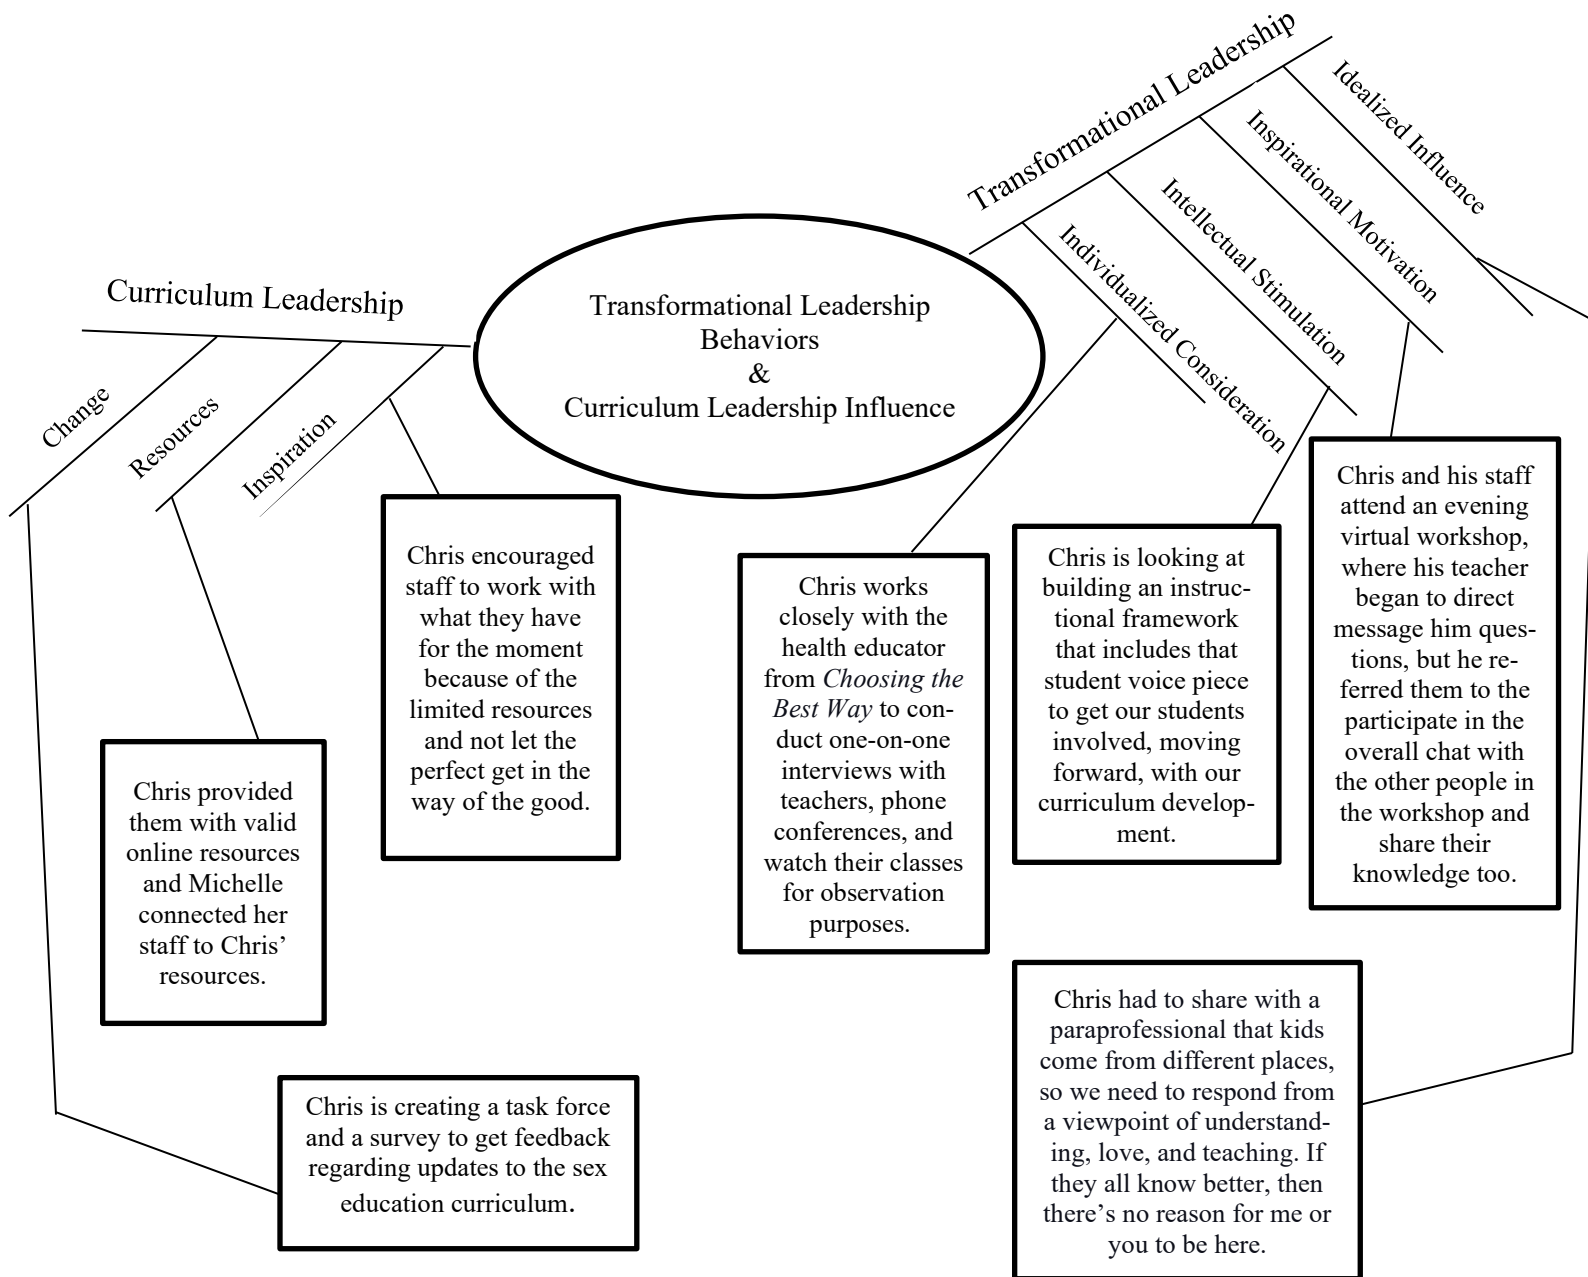 Transformational Leadership
Idealized Influence
Inspirational Motivation
Intellectual Stimulation
Individualized Consideration
Curriculum Leadership
Change
Resources
Inspiration
Transformational Leadership
Behaviors
&
Curriculum Leadership Influence
Chris encouraged
staff to work with
what they have
for the moment
because of the
limited resources
and not let the
perfect get in the
way of the good.
Chris provided
them with valid
online resources
and Michelle
connected her
staff to Chris’
resources.
Chris is creating a task force
and a survey to get feedback
regarding updates to the sex
education curriculum.
Chris works
closely with the
health educator
from Choosing the
Best Way to con-
duct one-on-one
interviews with
teachers, phone
conferences, and
watch their classes
for observation
purposes.
Chris is looking at
building an instruc-
tional framework
that includes that
student voice piece
to get our students
involved, moving
forward, with our
curriculum develop-
ment.
Chris and his staff
attend an evening
virtual workshop,
where his teacher
began to direct
message him ques-
tions, but he re-
ferred them to the
participate in the
overall chat with
the other people in
the workshop and
share their
knowledge too.
Chris had to share with a
paraprofessional that kids
come from different places,
so we need to respond from
a viewpoint of understand-
ing, love, and teaching. If
they all know better, then
there’s no reason for me or
you to be here.